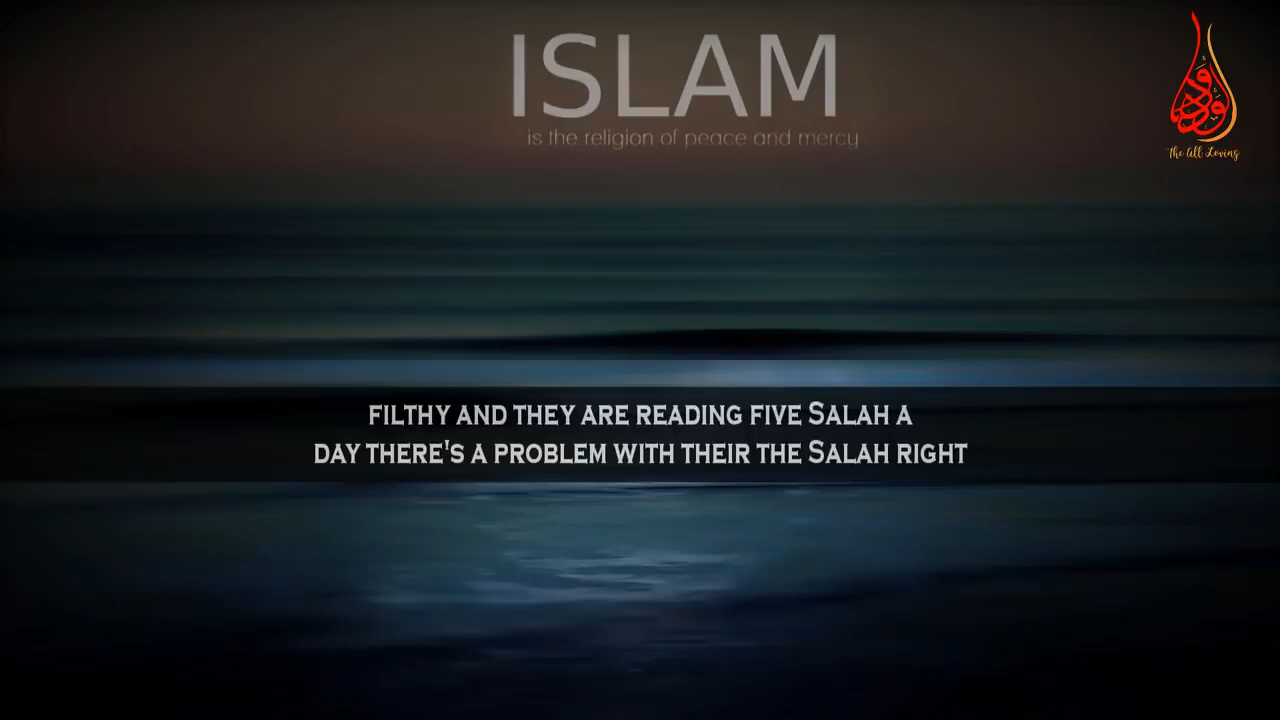 ISLAM
is the religion of peace and mercy
الودود
The All Loving
FILTHY AND THEY ARE READING FIVE SALAH A
DAY THERE'S A PROBLEM WITH THEIR THE SALAH RIGHT